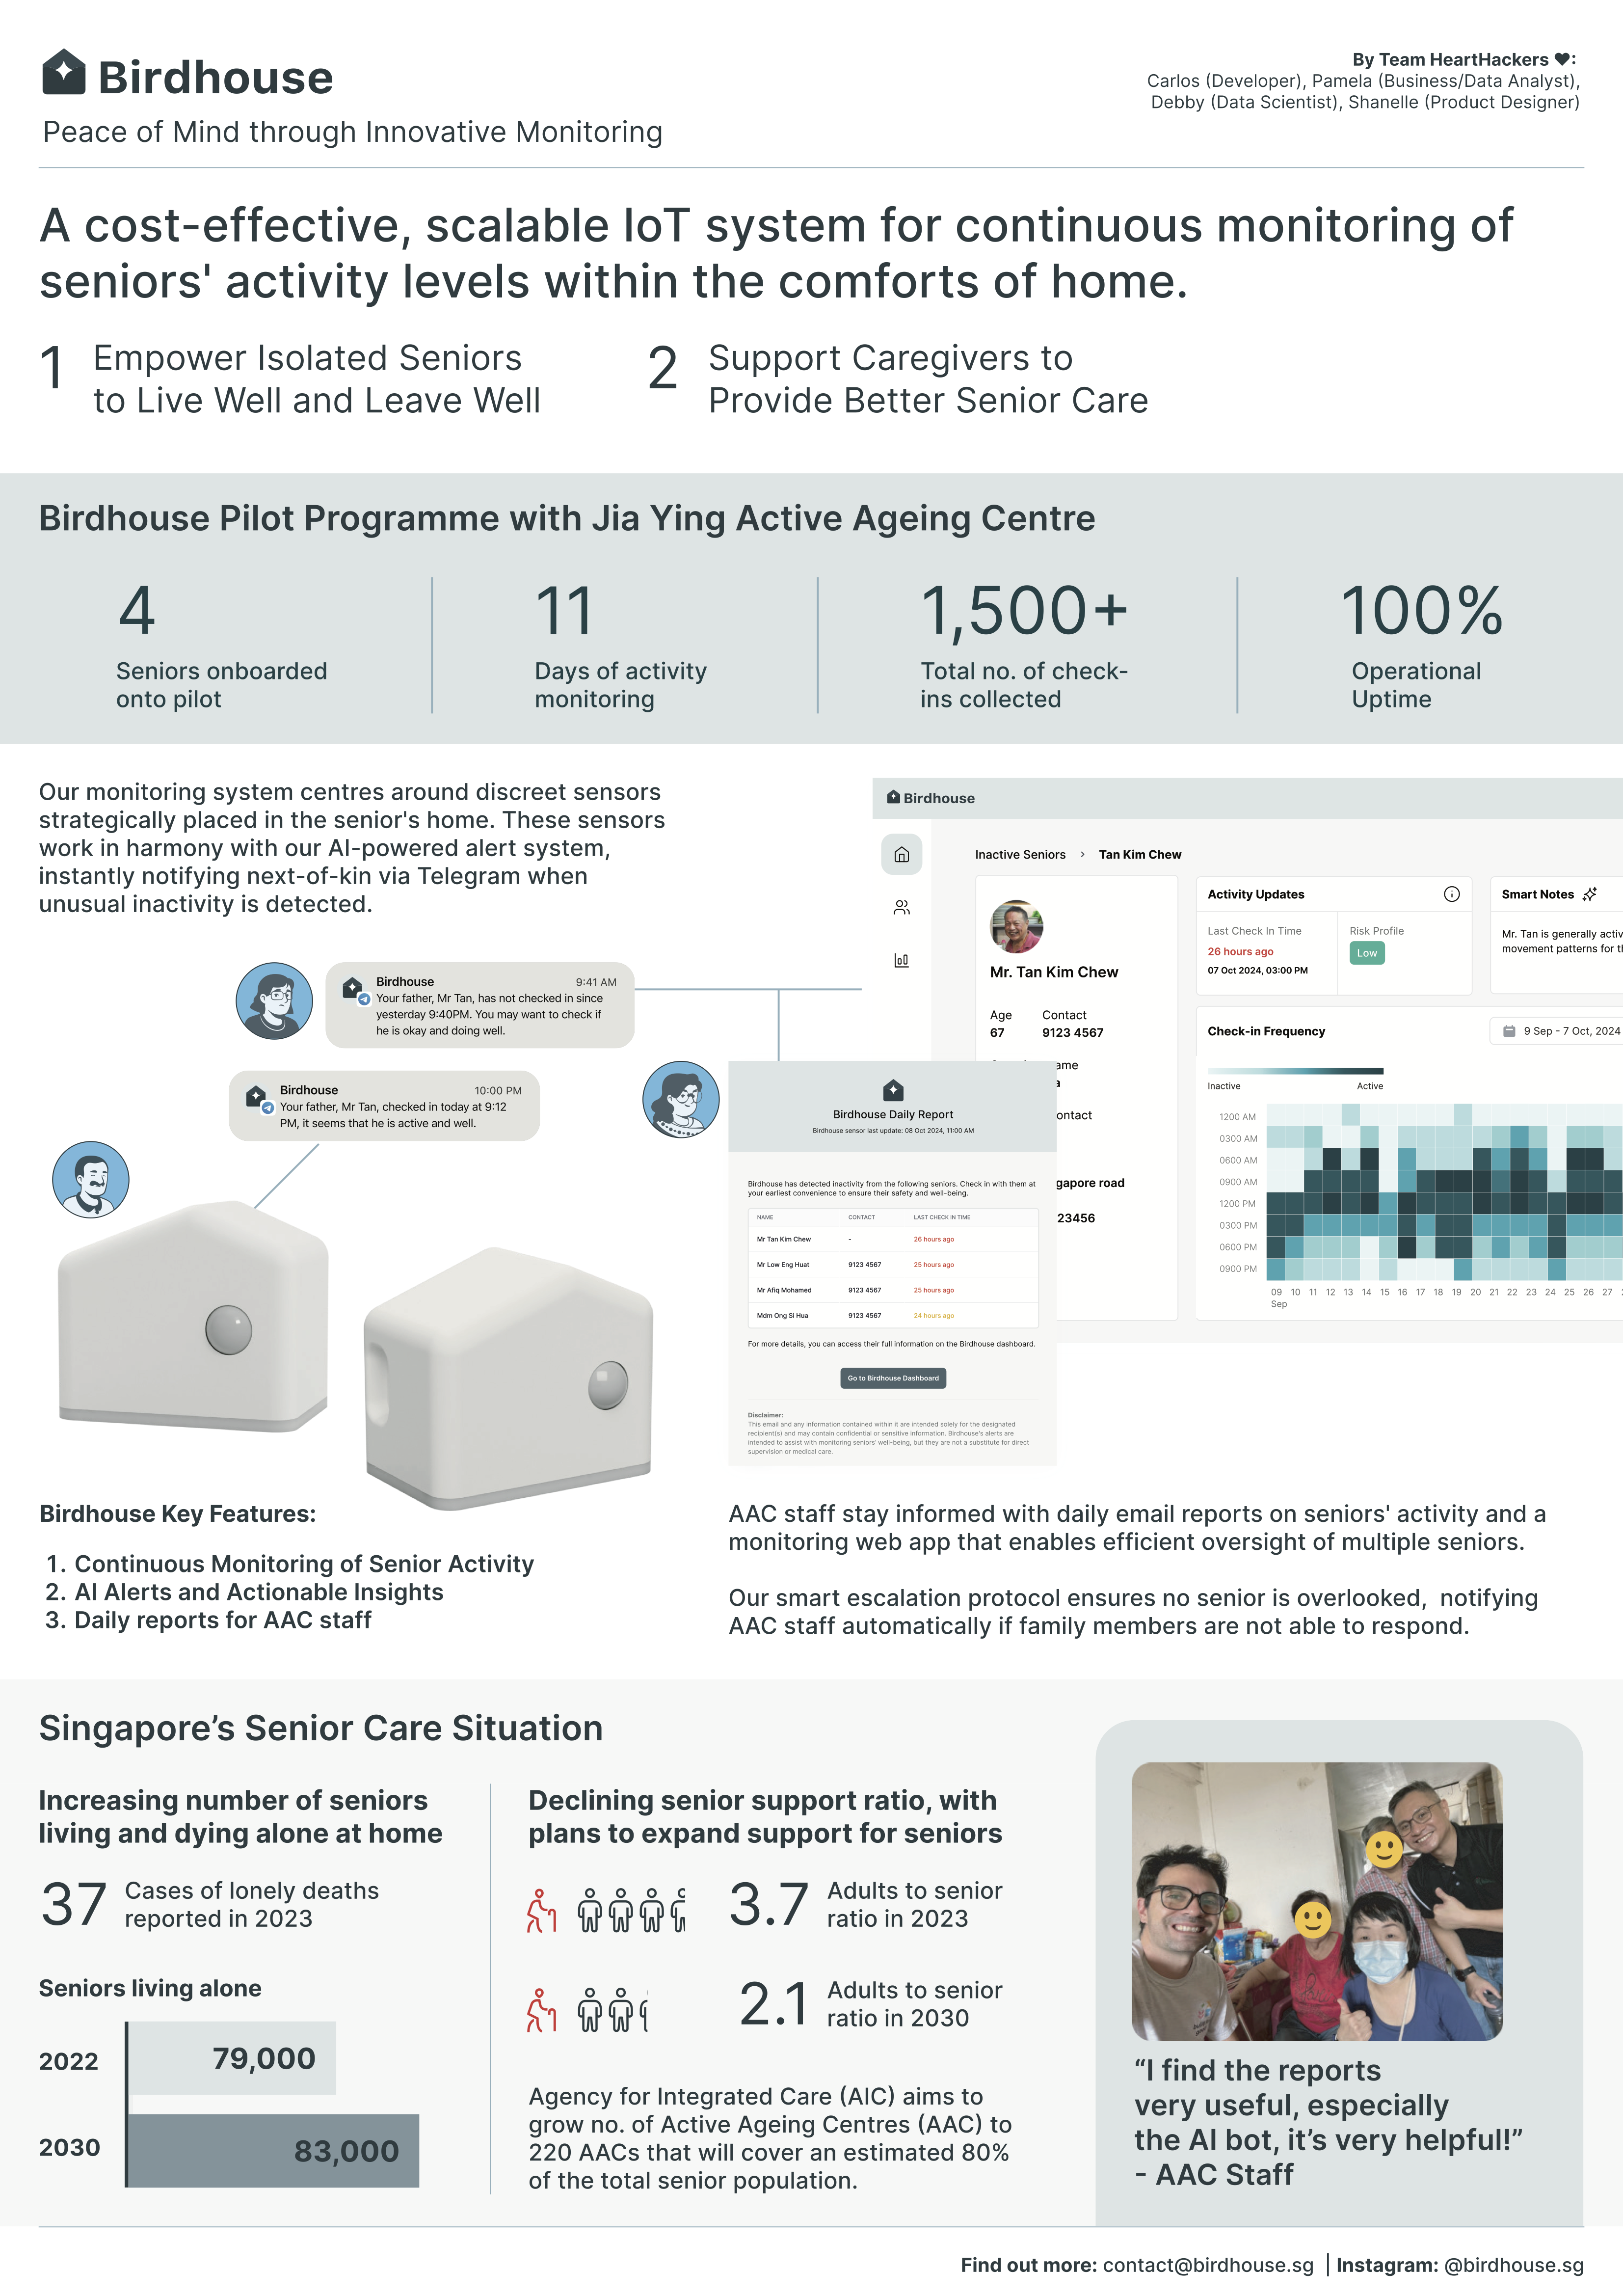 Birdhouse
Peace of Mind through Innovative Monitoring
By Team HeartHackers ♥:
Carlos (Developer), Pamela (Business/Data Analyst),
Debby (Data Scientist), Shanelle (Product Designer)
A cost-effective, scalable IoT system for continuous monitoring of
seniors' activity levels within the comforts of home.
1 Empower Isolated Seniors
to Live Well and Leave Well
2 Support Caregivers to
Provide Better Senior Care
Birdhouse Pilot Programme with Jia Ying Active Ageing Centre
4
Seniors onboarded
onto pilot
11
Days of activity
monitoring
1,500+
Total no. of check-
ins collected
100%
Operational
Uptime
Our monitoring system centres around discreet sensors
strategically placed in the senior's home. These sensors
work in harmony with our AI-powered alert system,
instantly notifying next-of-kin via Telegram when
unusual inactivity is detected.
Birdhouse 9:41 AM
Your father, Mr Tan, has not checked in since
yesterday 9:40PM. You may want to check if
he is okay and doing well.
Birdhouse 10:00 PM
Your father, Mr Tan, checked in today at 9:12
PM, it seems that he is active and well.
Birdhouse
Inactive Seniors > Tan Kim Chew
Mr. Tan Kim Chew
Age Contact
67 9123 4567
ame
a
ontact
gapore road
23456
Activity Updates
Last Check In Time
26 hours ago
07 Oct 2024, 03:00 PM
Risk Profile
Low
Smart Notes
Mr. Tan is generally activ
movement patterns for th
Check-in Frequency
9 Sep - 7 Oct, 2024
Inactive Active
1200 AM
0300 AM
0600 AM
0900 AM
1200 PM
0300 PM
0600 PM
0900 PM
09 10 11 12 13 14 15 16 17 18 19 20 21 22 23 24 25 26 27
Sep
Birdhouse Daily Report
Birdhouse sensor last update: 08 Oct 2024, 11:00 AM
Birdhouse has detected inactivity from the following seniors. Check in with them at
your earliest convenience to ensure their safety and well-being.
NAME CONTACT LAST CHECK IN TIME
Mr Tan Kim Chew - 26 hours ago
Mr Low Eng Huat 9123 4567 25 hours ago
Mr Afiq Mohamed 9123 4567 25 hours ago
Mdm Ong Si Hua 9123 4567 24 hours ago
For more details, you can access their full information on the Birdhouse dashboard.
Go to Birdhouse Dashboard
Disclaimer:
This email and any information contained within it are intended solely for the designated
recipient(s) and may contain confidential or sensitive information. Birdhouse's alerts are
intended to assist with monitoring seniors' well-being, but they are not a substitute for direct
supervision or medical care.
Birdhouse Key Features:
1. Continuous Monitoring of Senior Activity
2. AI Alerts and Actionable Insights
3. Daily reports for AAC staff
AAC staff stay informed with daily email reports on seniors' activity and a
monitoring web app that enables efficient oversight of multiple seniors.
Our smart escalation protocol ensures no senior is overlooked, notifying
AAC staff automatically if family members are not able to respond.
Singapore’s Senior Care Situation
Increasing number of seniors
living and dying alone at home
37 Cases of lonely deaths
reported in 2023
Seniors living alone
2022 79,000
2030 83,000
Declining senior support ratio, with
plans to expand support for seniors
3.7 Adults to senior
ratio in 2023
2.1 Adults to senior
ratio in 2030
Agency for Integrated Care (AIC) aims to
grow no. of Active Ageing Centres (AAC) to
220 AACs that will cover an estimated 80%
of the total senior population.
“I find the reports
very useful, especially
the AI bot, it’s very helpful!”
- AAC Staff
Find out more: contact@birdhouse.sg | Instagram: @birdhouse.sg